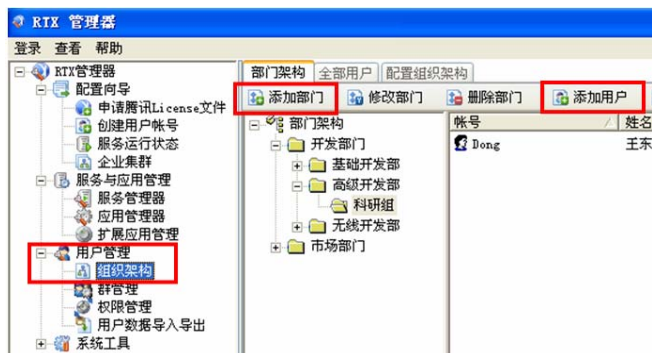 RTX 管理器
登录 查看 帮助
RTX管理器
配置向导
申请腾讯License文件
创建用户帐号
服务运行状态
企业集群
服务与应用管理
服务管理器
应用管理器
扩展应用管理
用户管理
组织架构
群管理
权限管理
用户数据导入导出
系统工具
部门架构 全部用户 配置组织架构
添加部门 修改部门 删除部门 添加用户
部门架构
开发部门
基础开发部
高级开发部
科研组
无线开发部
市场部门
帐号 姓名
Dong 王东